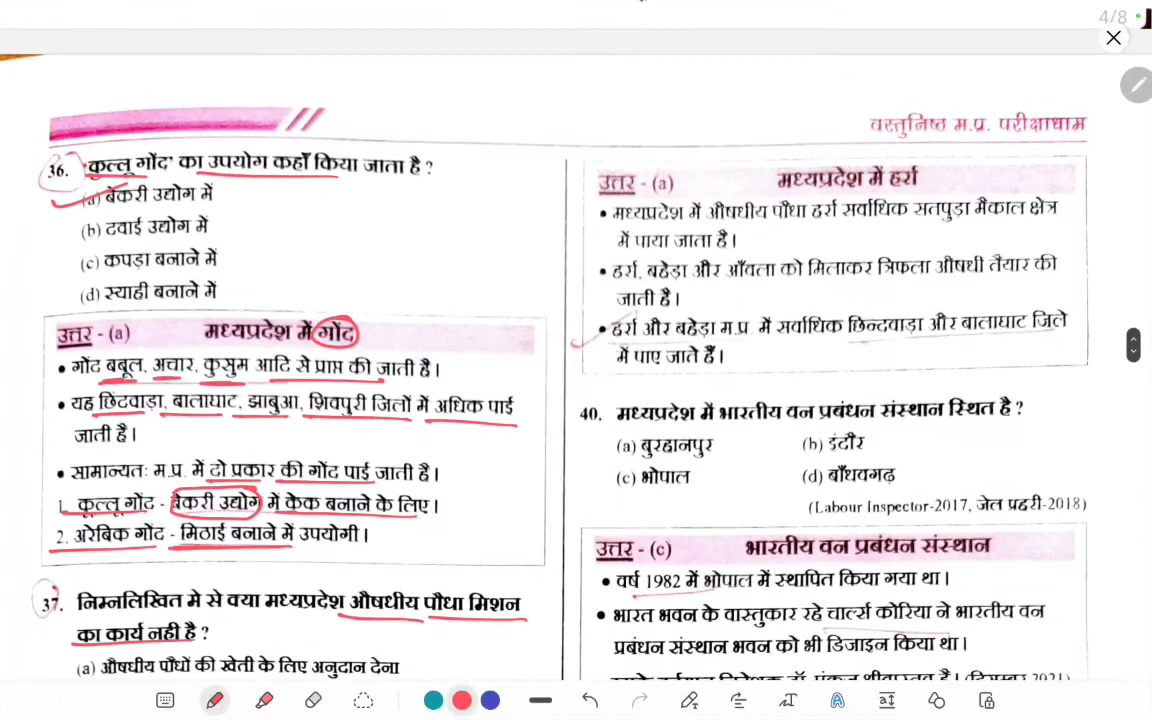 4/8
वस्तुनिष्ठ म.प्र. परीक्षाधाम
36. 'कुल्लू गोंद' का उपयोग कहाँ किया जाता है ?
(a) बेकरी उद्योग में
(b) दवाई उद्योग में
(c) कपड़ा बनाने में
(d) स्याही बनाने में
उत्तर - (a) मध्यप्रदेश में गोंद
• गोंद बबूल, अचार, कुसुम आदि से प्राप्त की जाती है।
• यह छिंदवाड़ा, बालाघाट, झाबुआ, शिवपुरी जिलों में अधिक पाई
जाती है।
• सामान्यतः म.प्र. में दो प्रकार की गोंद पाई जाती है।
1. कूल्लू गोंद - बेकरी उद्योग में केक बनाने के लिए।
2. अरेबिक गोंद - मिठाई बनाने में उपयोगी।
37. निम्नलिखित मे से क्या मध्यप्रदेश औषधीय पौधा मिशन
का कार्य नही है ?
(a) औषघीय पौधों की खेती के लिए अनुदान देना
उत्तर - (a) मध्यप्रदेश में हर्रा
• मध्यप्रदेश में औषधीय पौधा हर्रा सर्वाधिक सतपुड़ा मैकाल क्षेत्र
में पाया जाता है।
• हर्रा, बहेड़ा और आँवला को मिलाकर त्रिफला औषधी तैयार की
जाती है।
• हर्रा और बहेड़ा म.प्र. में सर्वाधिक छिन्दवाड़ा और बालाघाट जिले
में पाए जाते हैं।
40. मध्यप्रदेश में भारतीय वन प्रबंधन संस्थान स्थित है ?
(a) बुरहानपुर (b) इंदौर
(c) भोपाल (d) बाँधवगढ़
(Labour Inspector-2017, जेल प्रहरी-2018)
उत्तर - (c) भारतीय वन प्रबंधन संस्थान
• वर्ष 1982 में भोपाल में स्थापित किया गया था।
• भारत भवन के वास्तुकार रहे चार्ल्स कोरिया ने भारतीय वन
प्रबंधन संस्थान भवन को भी डिजाइन किया था।